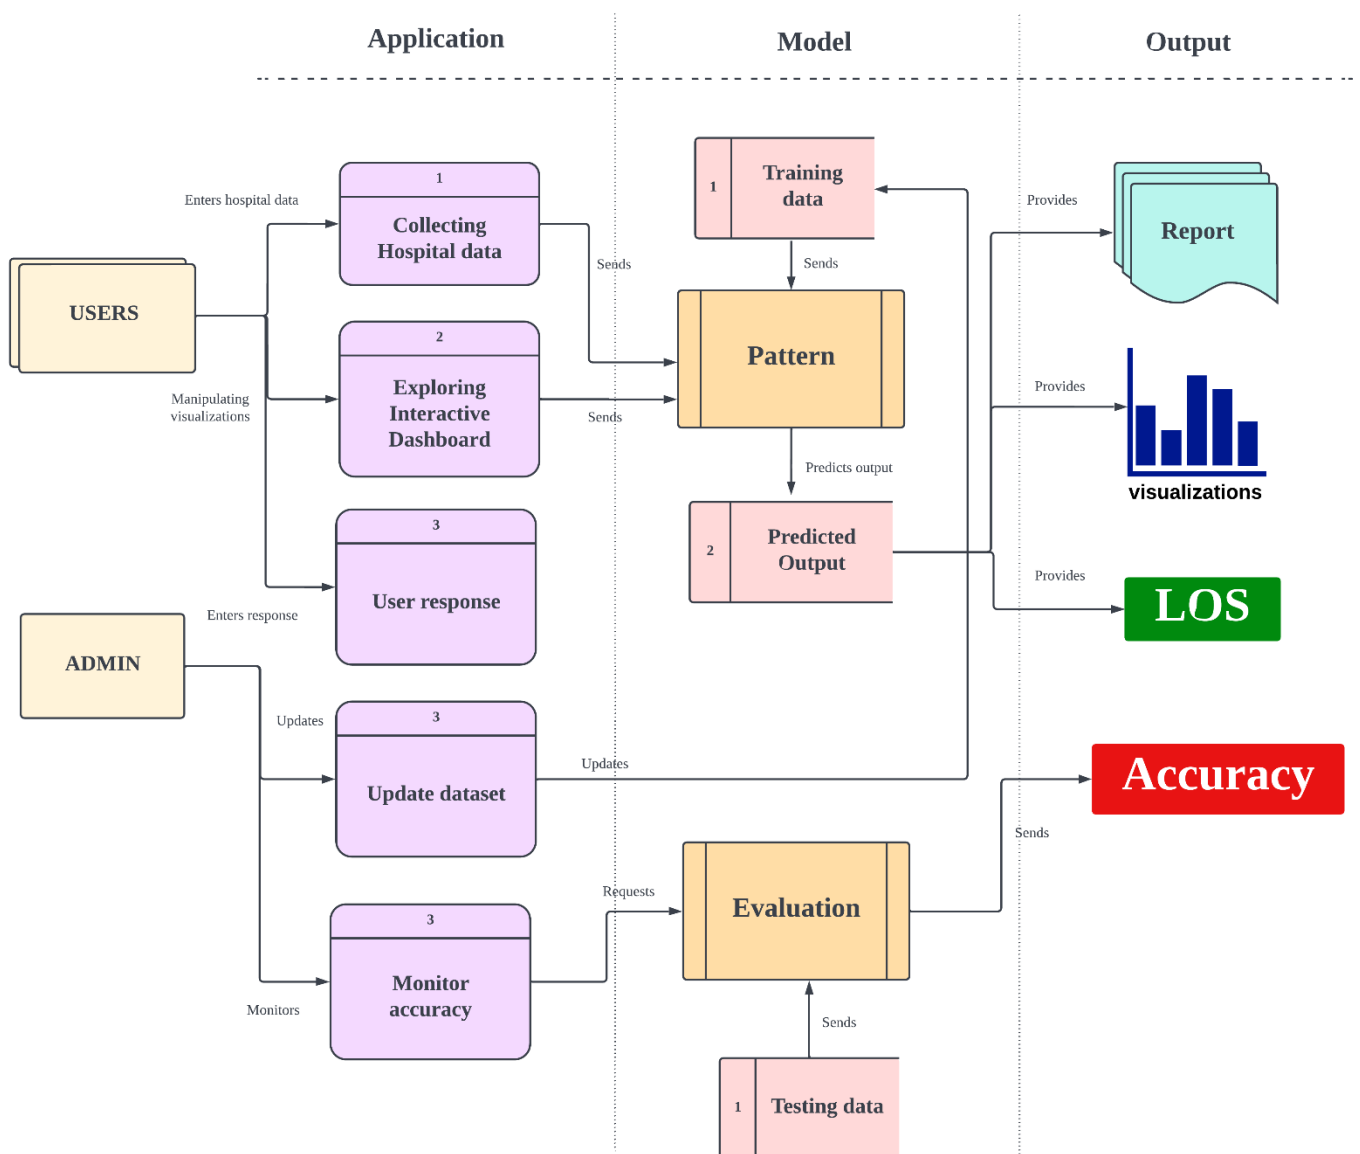 Application
Model
Output
Enters hospital data
1
Collecting
Hospital data
Sends
1
Training
data
Sends
Provides
Report
USERS
Manipulating
visualizations
2
Exploring
Interactive
Dashboard
Sends
Pattern
Predicts output
Provides
visualizations
3
User response
Enters response
2
Predicted
Output
Provides
LOS
ADMIN
Updates
3
Update dataset
Updates
Accuracy
Sends
Monitors
3
Monitor
accuracy
Requests
Evaluation
Sends
1
Testing data